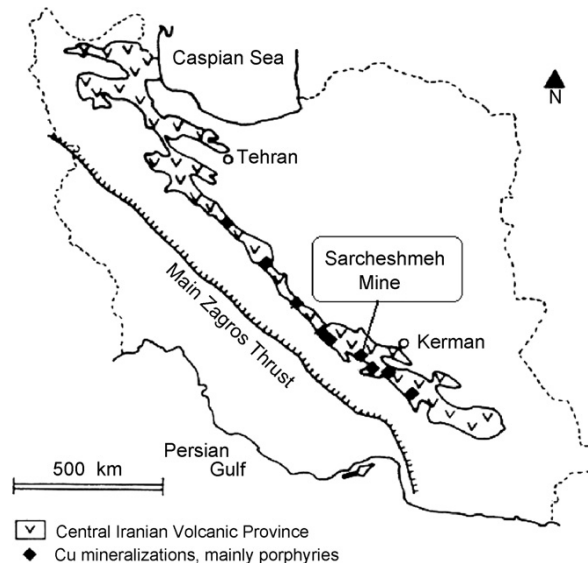 Caspian Sea
N
Tehran
Sarcheshmeh
Mine
Main Zagros Thrust
Kerman
Persian
Gulf
500 km
Central Iranian Volcanic Province
Cu mineralizations, mainly porphyries